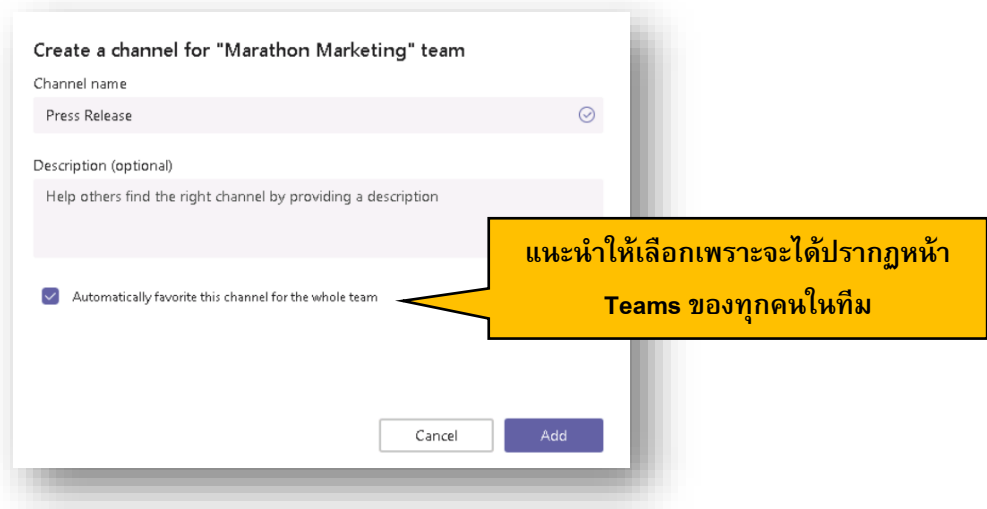 Create a channel for "Marathon Marketing" team
Channel name
Press Release
Description (optional)
Help others find the right channel by providing a description
แนะนำให้เลือกเพราะจะได้ปรากฏหน้า
Teams ของทุกคนในทีม
Automatically favorite this channel for the whole team
Cancel
Add